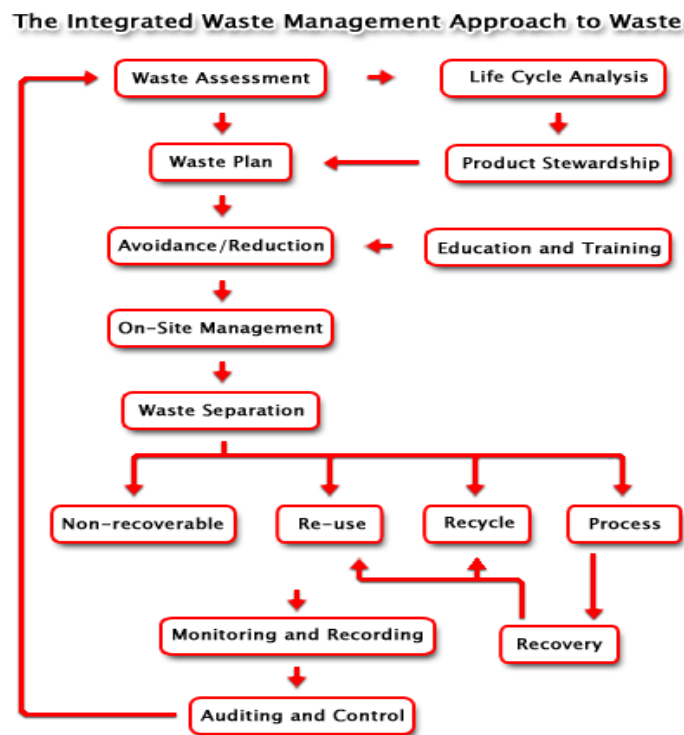 The Integrated Waste Management Approach to Waste
Waste Assessment
Life Cycle Analysis
Waste Plan
Product Stewardship
Avoidance/Reduction
Education and Training
On-Site Management
Waste Separation
Non-recoverable
Re-use
Recycle
Process
Monitoring and Recording
Recovery
Auditing and Control